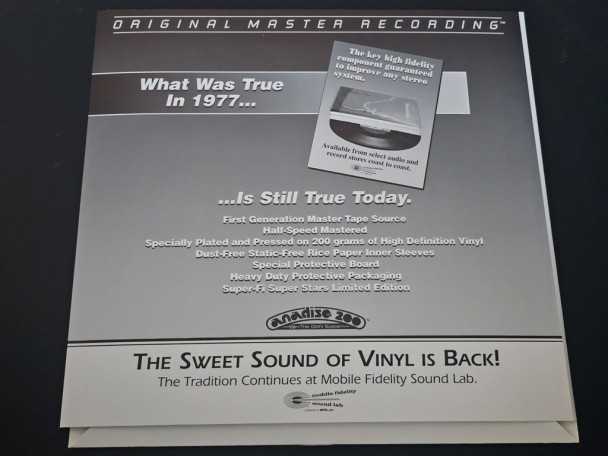 ORIGINAL MASTER RECORDING™
The key high fidelity
component guaranteed
to improve any stereo
system.
What Was True
In 1977...
Available from select audio and
record stores coast to coast.
...Is Still True Today.
First Generation Master Tape Source
Half-Speed Mastered
Specially Plated and Pressed on 200 grams of High Definition Vinyl
Dust-Free Static-Free Rice Paper Inner Sleeves
Special Protective Board
Heavy Duty Protective Packaging
Super-Fi Super Stars Limited Edition
anadisq 200
THE SWEET SOUND OF VINYL IS BACK!
The Tradition Continues at Mobile Fidelity Sound Lab.
mobile fidelity
sound lab